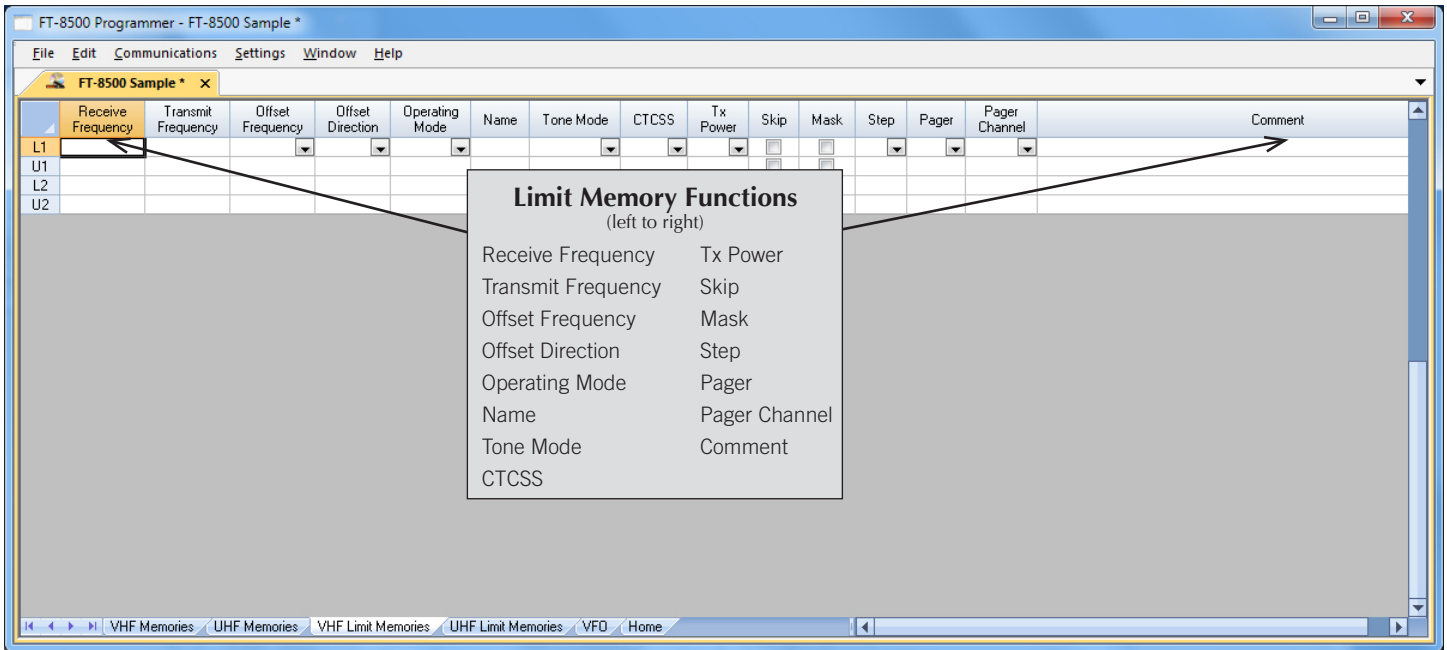 FT-8500 Programmer - FT-8500 Sample *
File Edit Communications Settings Window Help
FT-8500 Sample * x
Receive Frequency Transmit Frequency Offset Frequency Offset Direction Operating Mode Name Tone Mode CTCSS Tx Power Skip Mask Step Pager Pager Channel Comment
L1
U1
L2
U2
Limit Memory Functions
(left to right)
Receive Frequency Tx Power
Transmit Frequency Skip
Offset Frequency Mask
Offset Direction Step
Operating Mode Pager
Name Pager Channel
Tone Mode Comment
CTCSS
VHF Memories UHF Memories VHF Limit Memories UHF Limit Memories VFO Home